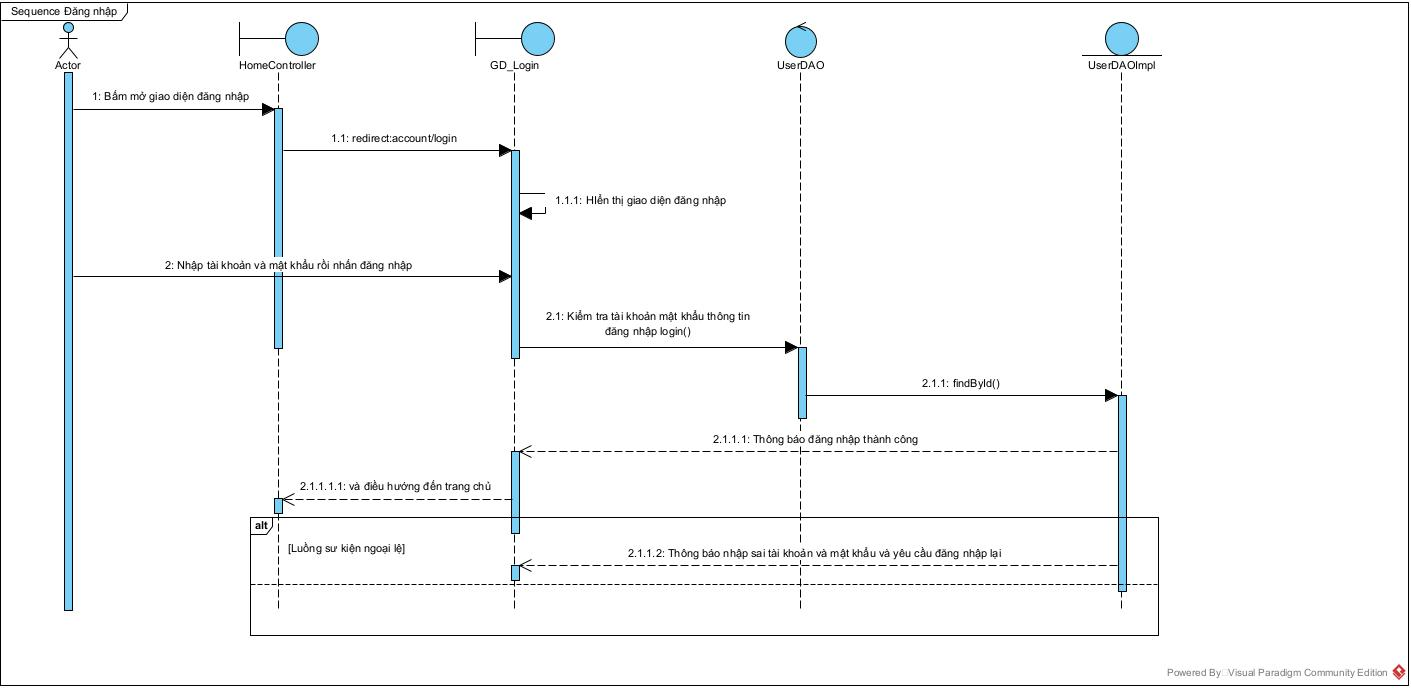 Sequence Đăng nhập
Actor
HomeController
GD_Login
UserDAO
UserDAOImpl
1: Bấm mở giao diện đăng nhập
1.1: redirect:account/login
1.1.1: HIển thị giao diện đăng nhập
2: Nhập tài khoản và mật khẩu rồi nhấn đăng nhập
2.1: Kiểm tra tài khoản mật khẩu thông tin
đăng nhập login()
2.1.1: findById()
2.1.1.1: Thông báo đăng nhập thành công
2.1.1.1.1: và điều hướng đến trang chủ
alt
[Luồng sư kiện ngoại lệ]
2.1.1.2: Thông báo nhập sai tài khoản và mật khẩu và yêu cầu đăng nhập lại
Powered By Visual Paradigm Community Edition